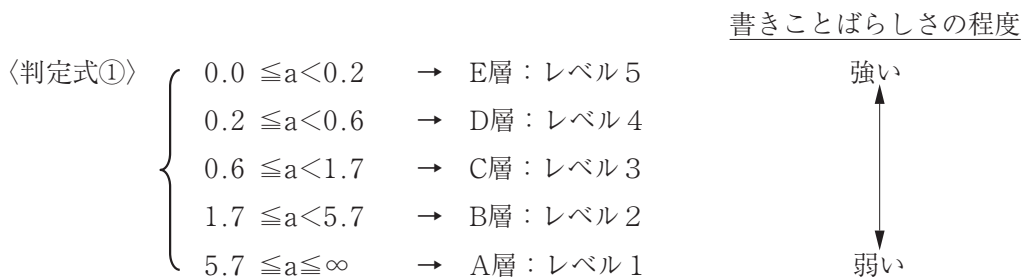 書きことばらしさの程度
〈判定式①〉 0.0 ≦a<0.2 → E層：レベル5 強い
0.2 ≦a<0.6 → D層：レベル4
0.6 ≦a<1.7 → C層：レベル3
1.7 ≦a<5.7 → B層：レベル2
5.7 ≦a≦∞ → A層：レベル1 弱い